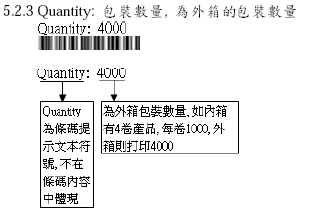 5.2.3 Quantity: 包裝數量, 為外箱的包裝數量
Quantity: 4000
Quantity: 4000
Quantity
為條碼提
示文本符
號, 不在
條碼內容
中體現
為外箱包裝數量, 如內箱
有4卷產品, 每卷1000, 外
箱則打印4000